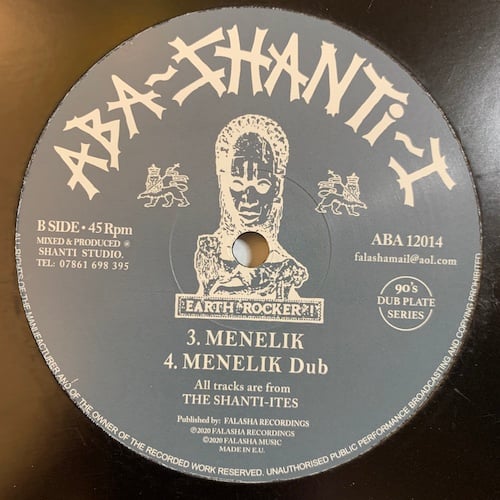 ABA~SHANTi~I
B SIDE • 45 Rpm
MIXED & PRODUCED @
SHANTI STUDIO.
TEL: 07861 698 395
ABA 12014
falashamail@aol.com
90's
DUB PLATE
SERIES
EARTH•ROCKER•!
3. MENELIK
4. MENELIK Dub
All tracks are from
THE SHANTI-ITES
Published by: FALASHA RECORDINGS
℗2020 FALASHA RECORDINGS
©2020 FALASHA MUSIC
MADE IN E.U.
ALL RIGHTS OF THE MANUFACTURER AND OF THE OWNER OF THE RECORDED WORK RESERVED. UNAUTHORISED PUBLIC PERFORMANCE BROADCASTING AND COPYING PROHIBITED